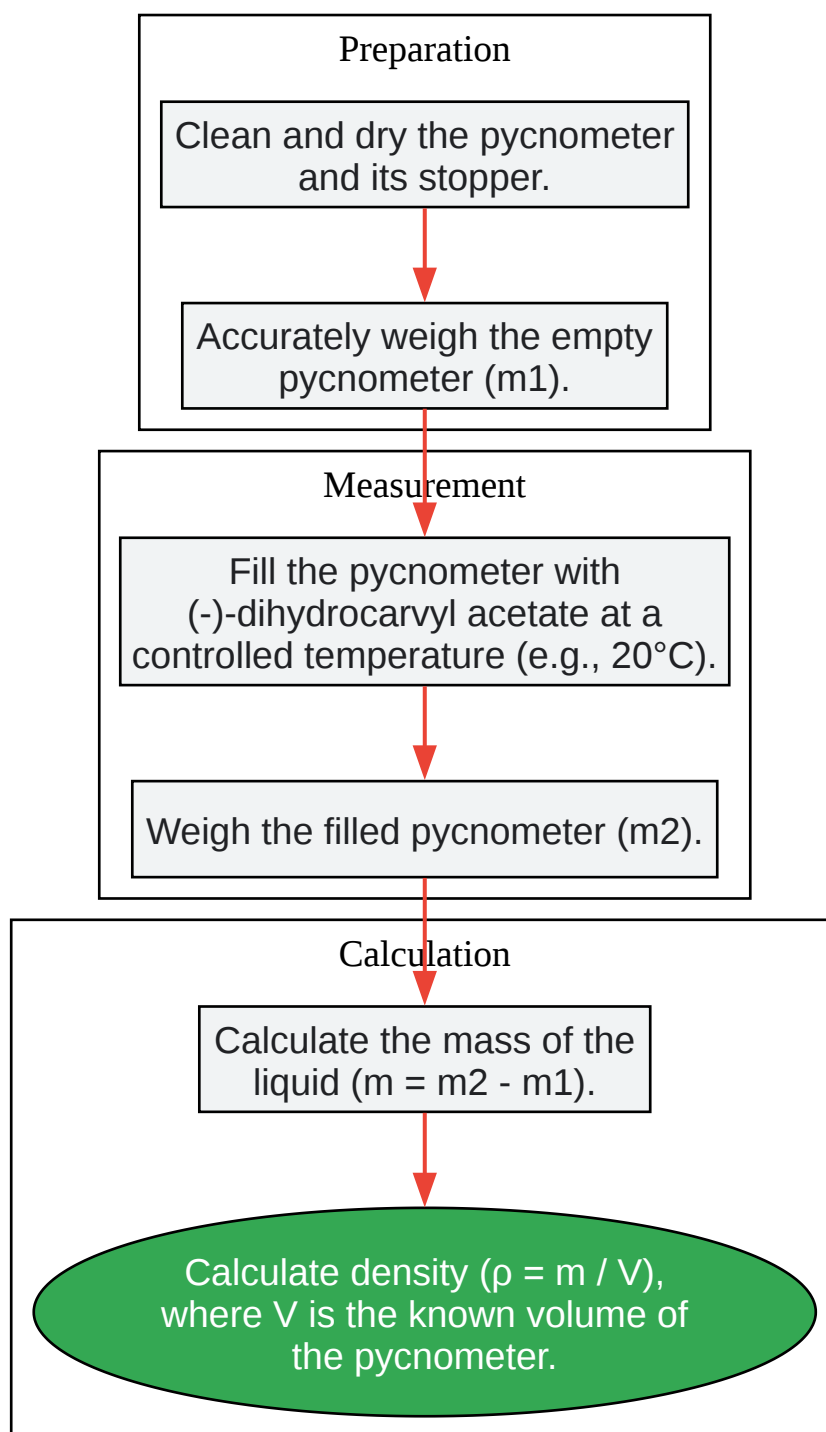 Preparation
Clean and dry the pycnometer
and its stopper.
Accurately weigh the empty
pycnometer (m1).
Measurement
Fill the pycnometer with
(-)-dihydrocarvyl acetate at a
controlled temperature (e.g., 20°C).
Weigh the filled pycnometer (m2).
Calculation
Calculate the mass of the
liquid (m = m2 - m1).
Calculate density (ρ = m / V),
where V is the known volume of
the pycnometer.